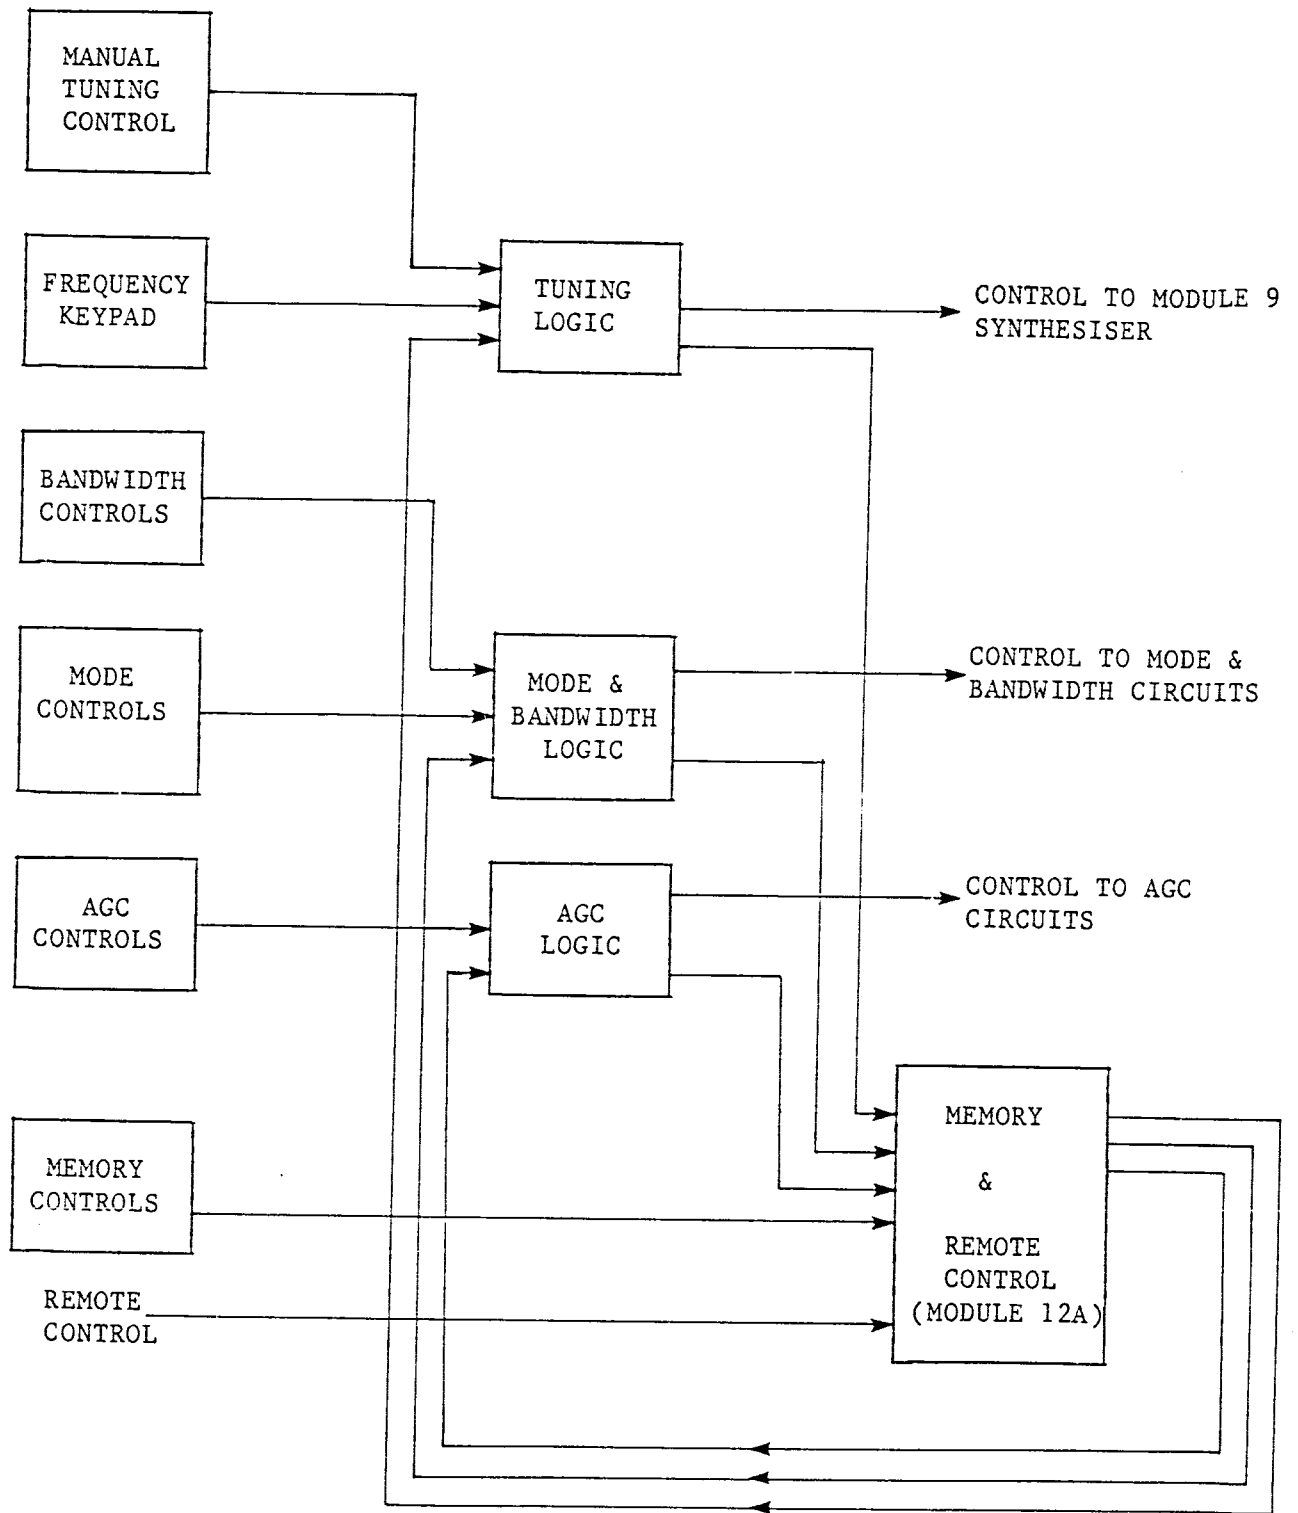 MANUAL
TUNING
CONTROL
FREQUENCY
KEYPAD
TUNING
LOGIC
CONTROL TO MODULE 9
SYNTHESISER
BANDWIDTH
CONTROLS
MODE
CONTROLS
MODE &
BANDWIDTH
LOGIC
CONTROL TO MODE &
BANDWIDTH CIRCUITS
AGC
CONTROLS
AGC
LOGIC
CONTROL TO AGC
CIRCUITS
MEMORY
CONTROLS
MEMORY
&
REMOTE
CONTROL
(MODULE 12A)
REMOTE
CONTROL